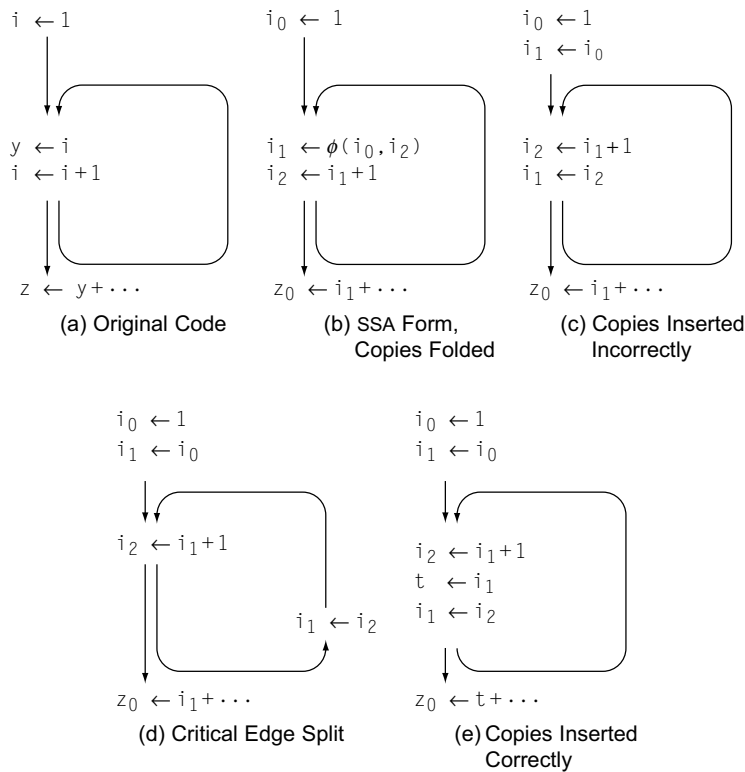 i ← 1
y ← i
i ← i+1
z ← y+···
(a) Original Code
i₀ ← 1
i₁ ← ϕ(i₀,i₂)
i₂ ← i₁+1
z₀ ← i₁+···
(b) SSA Form,
Copies Folded
i₀ ← 1
i₁ ← i₀
i₂ ← i₁+1
i₁ ← i₂
z₀ ← i₁+···
(c) Copies Inserted
Incorrectly
i₀ ← 1
i₁ ← i₀
i₂ ← i₁+1
i₁ ← i₂
z₀ ← i₁+···
(d) Critical Edge Split
i₀ ← 1
i₁ ← i₀
i₂ ← i₁+1
t ← i₁
i₁ ← i₂
z₀ ← t+···
(e) Copies Inserted
Correctly